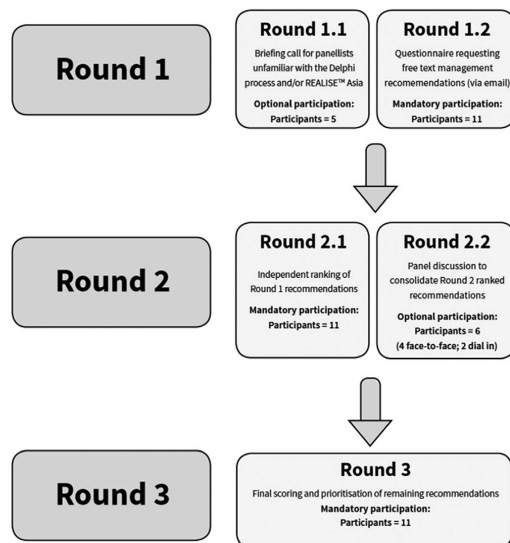 Round 1
Round 1.1
Briefing call for panellists
unfamiliar with the Delphi
process and/or REALISE™ Asia
Optional participation:
Participants = 5
Round 1.2
Questionnaire requesting
free text management
recomemendations (via email)
Mandatory participation:
Participants = 11
Round 2
Round 2.1
Independent ranking of
Round 1 recommendations
Mandatory participation:
Participants = 11
Round 2.2
Panel discussion to
consolidate Round 2 ranked
recommendations
Optional participation:
Participants = 6
(4 face-to-face; 2 dial in)
Round 3
Round 3
Final scoring and prioritisation of remaining recommendations
Mandatory participation:
Participants = 11